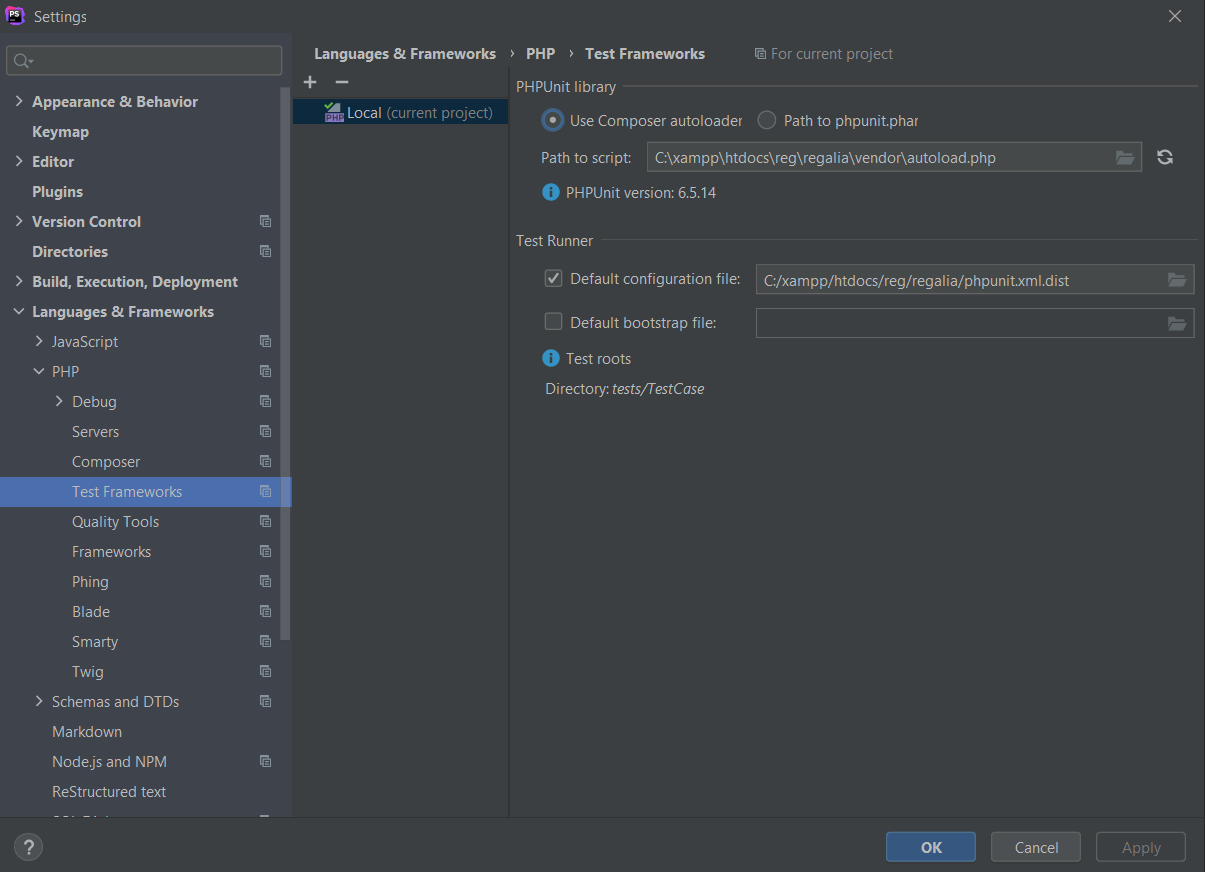 Settings
Languages & Frameworks › PHP › Test Frameworks For current project
Appearance & Behavior
Keymap
Editor
Plugins
Version Control
Directories
Build, Execution, Deployment
Languages & Frameworks
JavaScript
PHP
Debug
Servers
Composer
Test Frameworks
Quality Tools
Frameworks
Phing
Blade
Smarty
Twig
Schemas and DTDs
Markdown
Node.js and NPM
ReStructured text
Local (current project)
PHPUnit library
Use Composer autoloader Path to phpunit.phar
Path to script: C:\xampp\htdocs\reg\regalia\vendor\autoload.php
PHPUnit version: 6.5.14
Test Runner
Default configuration file: C:/xampp/htdocs/reg/regalia/phpunit.xml.dist
Default bootstrap file:
Test roots
Directory: tests/TestCase
? OK Cancel Apply